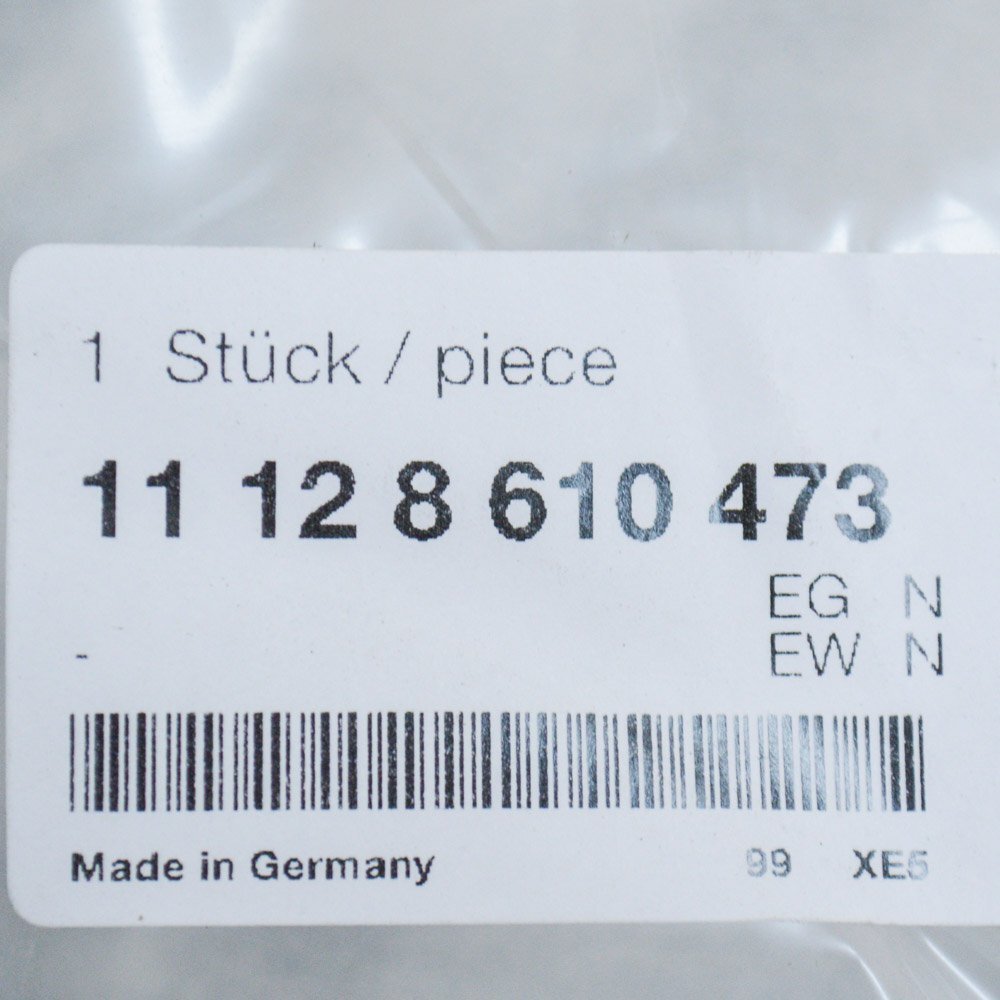 1 Stück / piece
11 12 8 610 473
EG N
- EW N
Made in Germany 99 XE5